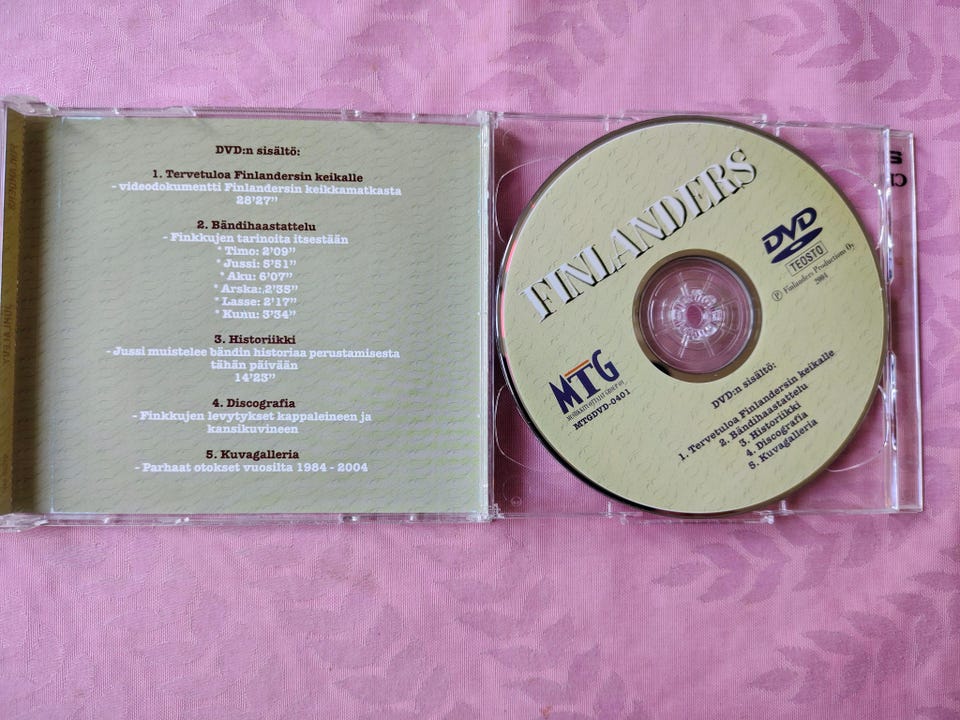 DVD:n sisältö:
1. Tervetuloa Finlandersin keikalle
- videodokumentti Finlandersin keikkamatkasta
28'27"
2. Bändihaastattelu
- Finkkujen tarinoita itsestään
* Timo: 2'09"
* Jussi: 5'51"
* Aku: 6'07"
* Arska:.2'35"
* Lasse: 2'17"
* Kunu: 3'34"
3. Historiikki
- Jussi muistelee bändin historiaa perustamisesta
tähän päivään
14'23"
4. Discografia
- Finkkujen levytykset kappaleineen ja
kansikuvineen
5. Kuvagalleria
- Parhaat otokset vuosilta 1984 - 2004
FINLANDERS
DVD
TEOSTO
℗ Finlanders Productions Oy
2004
MTG
MTGDVD-0401
DVD:n sisältö:
1. Tervetuloa Finlandersin keikalle
2. Bändihaastattelu
3. Historiikki
4. Discografia
5. Kuvagalleria